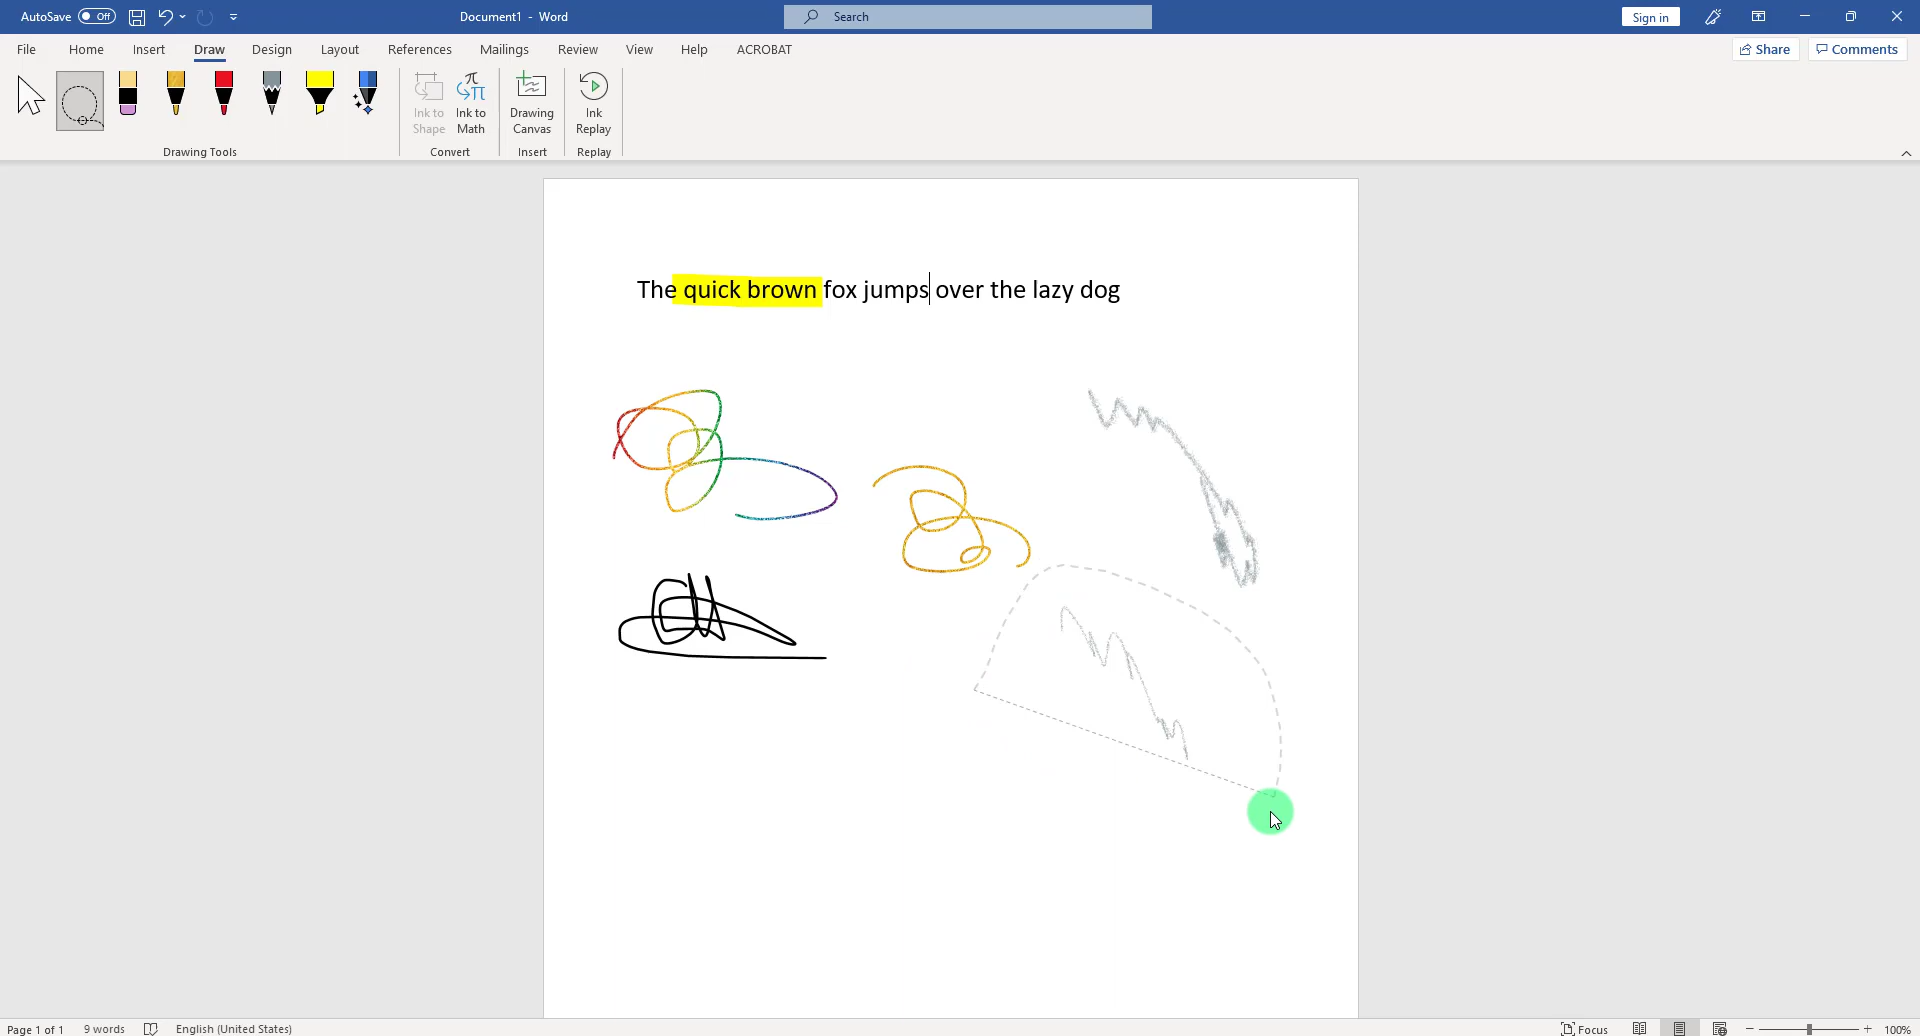 AutoSave Off Document1 - Word Search Sign in
File Home Insert Draw Design Layout References Mailings Review View Help ACROBAT Share Comments
Ink to Shape
Ink to Math
Drawing Canvas
Ink Replay
Drawing Tools Convert Insert Replay
The quick brown fox jumps over the lazy dog
Page 1 of 1 9 words English (United States) Focus 100%